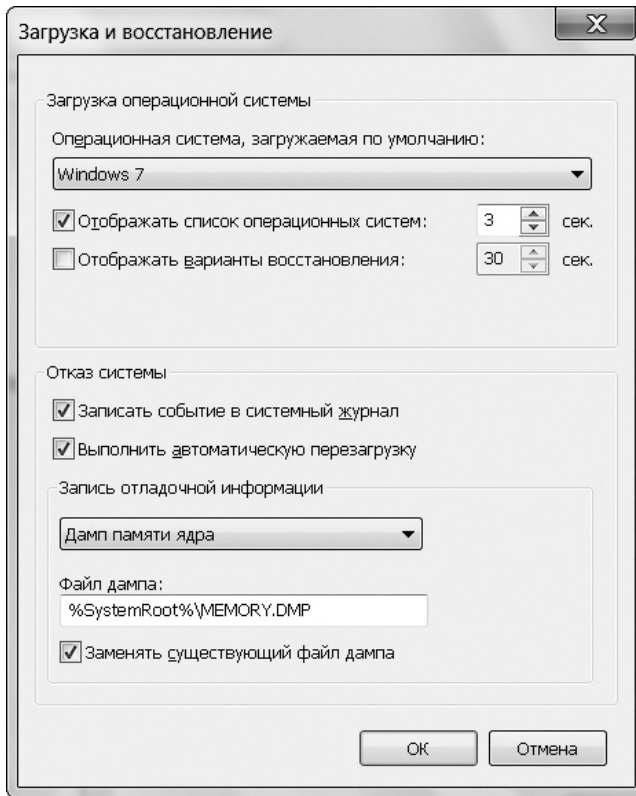 Загрузка и восстановление
Загрузка операционной системы
Операционная система, загружаемая по умолчанию:
Windows 7
Отображать список операционных систем: 3 сек.
Отображать варианты восстановления: 30 сек.
Отказ системы
Записать событие в системный журнал
Выполнить автоматическую перезагрузку
Запись отладочной информации
Дамп памяти ядра
Файл дампа:
%SystemRoot%\MEMORY.DMP
Заменять существующий файл дампа
ОК Отмена